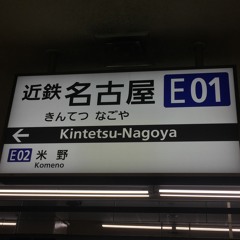 近鉄 名古屋 E01
きんてつ なごや
← Kintetsu-Nagoya
E02 米野
Komeno